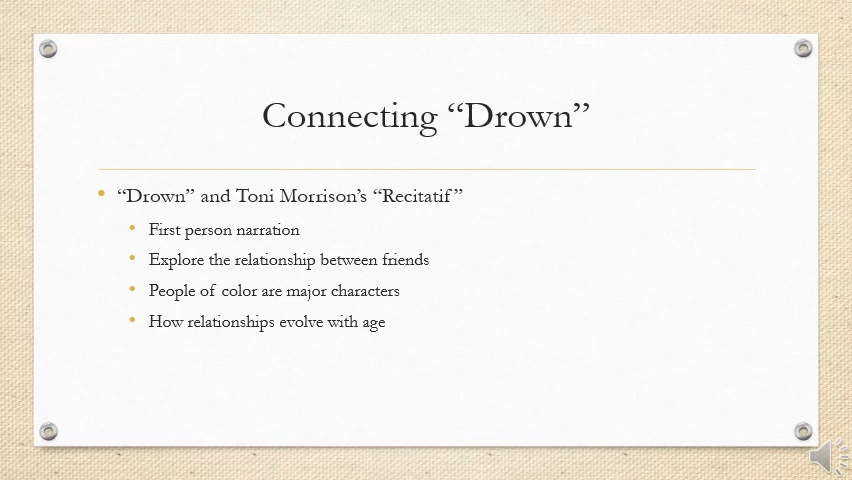 Connecting “Drown”
• “Drown” and Toni Morrison’s “Recitatif”
• First person narration
• Explore the relationship between friends
• People of color are major characters
• How relationships evolve with age